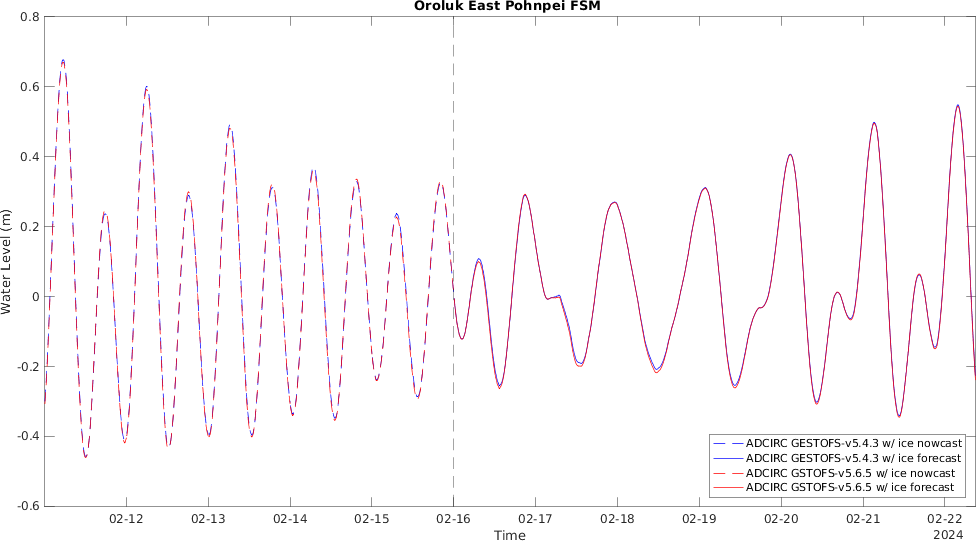 Oroluk East Pohnpei FSM
Water Level (m)
0.8
0.6
0.4
0.2
0
-0.2
-0.4
-0.6
ADCIRC GESTOFS-v5.4.3 w/ ice nowcast
ADCIRC GESTOFS-v5.4.3 w/ ice forecast
ADCIRC GSTOFS-v5.6.5 w/ ice nowcast
ADCIRC GSTOFS-v5.6.5 w/ ice forecast
02-12 02-13 02-14 02-15 02-16 02-17 02-18 02-19 02-20 02-21 02-22
Time 2024